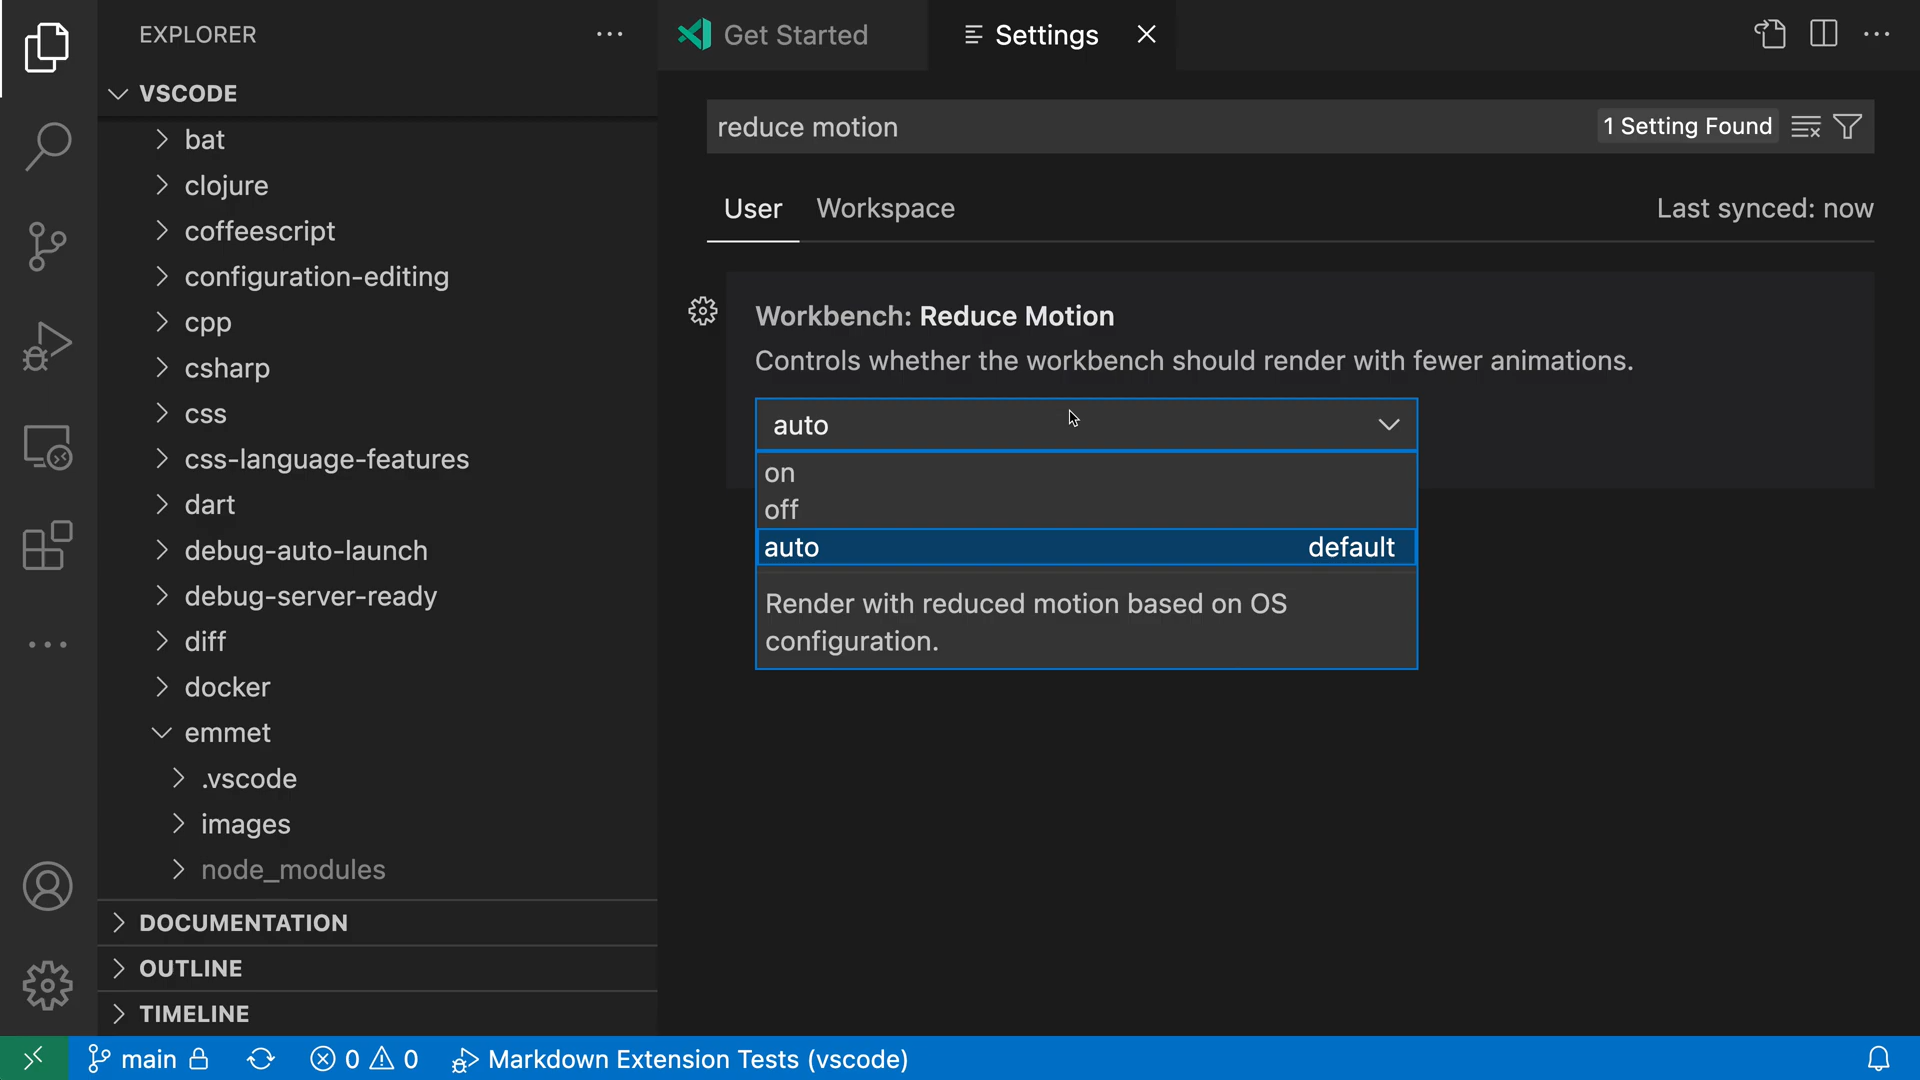 EXPLORER
VSCODE
bat
clojure
coffeescript
configuration-editing
cpp
csharp
css
css-language-features
dart
debug-auto-launch
debug-server-ready
diff
docker
emmet
.vscode
images
node_modules
DOCUMENTATION
OUTLINE
TIMELINE
Get Started
Settings
reduce motion
1 Setting Found
User
Workspace
Last synced: now
Workbench: Reduce Motion
Controls whether the workbench should render with fewer animations.
auto
on
off
auto default
Render with reduced motion based on OS
configuration.
main
0
0
Markdown Extension Tests (vscode)